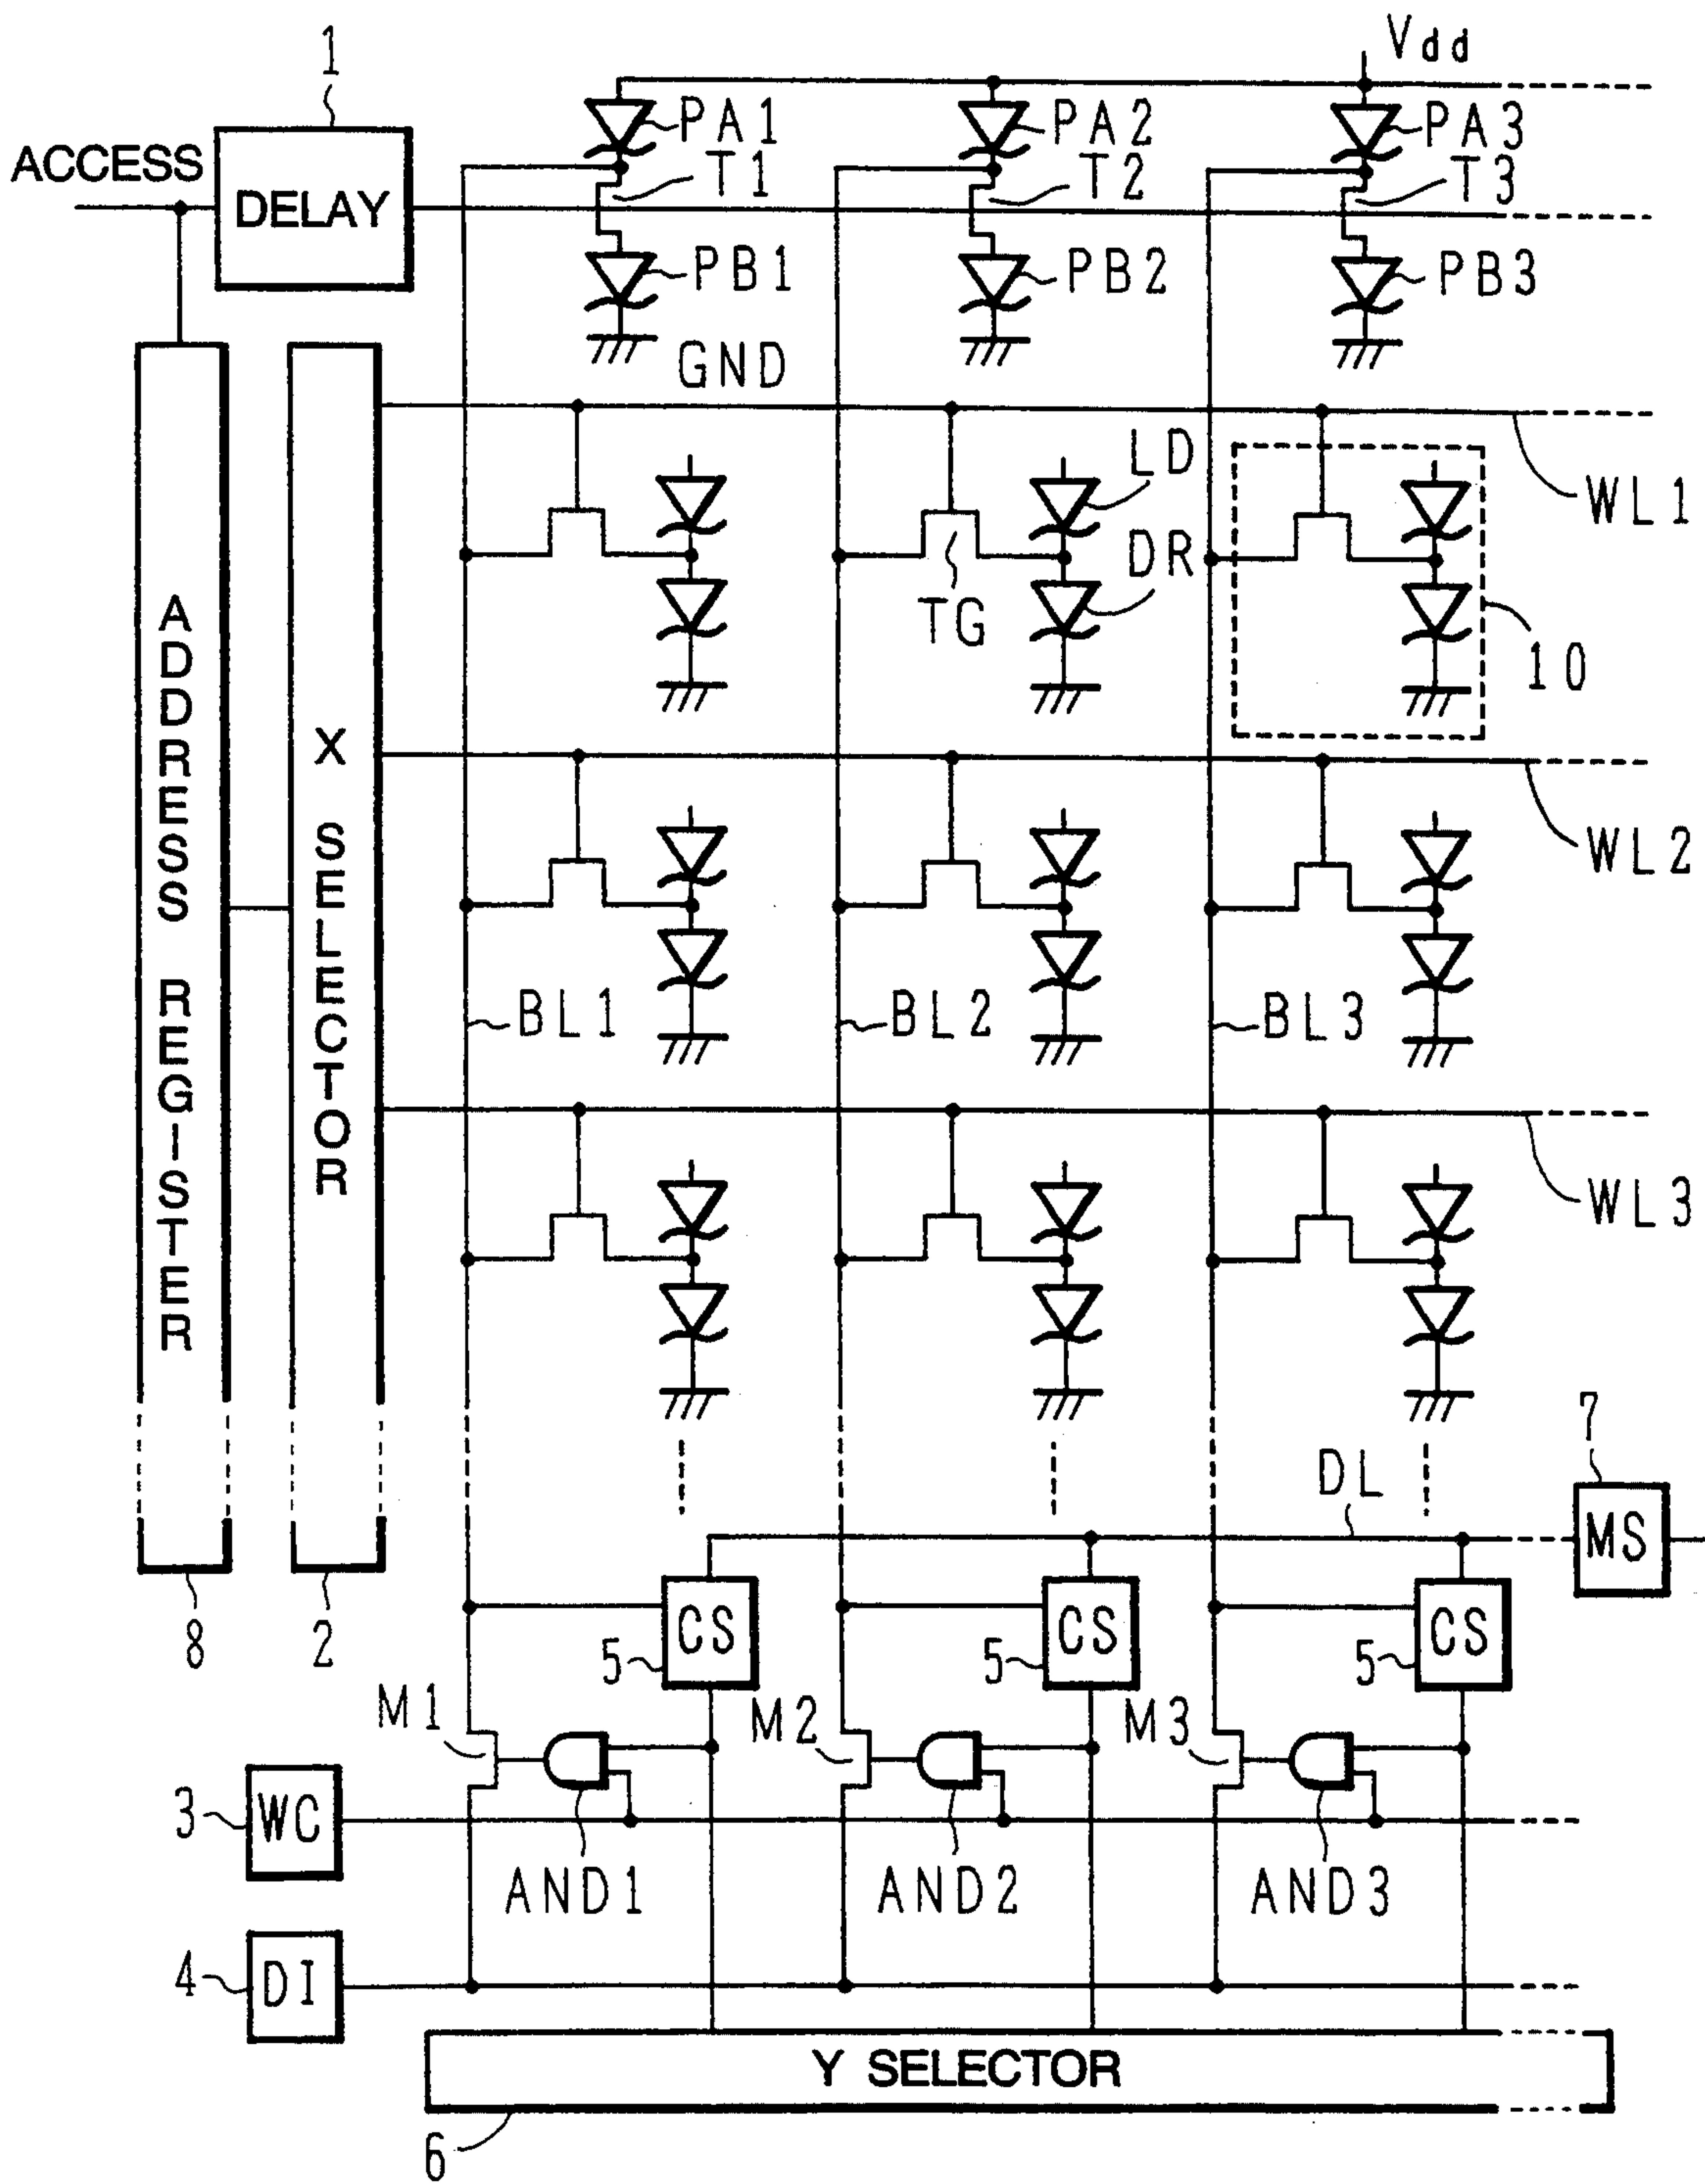 Vdd
1
PA1
PA2
PA3
ACCESS
T1
T2
T3
DELAY
PB1
PB2
PB3
GND
LD
WL1
DR
TG
10
ADDRESS REGISTER
X SELECTOR
WL2
BL1
BL2
BL3
WL3
7
DL
MS
8
2
CS
CS
CS
5
5
5
M1
M2
M3
3
WC
AND1
AND2
AND3
4
DI
Y SELECTOR
6